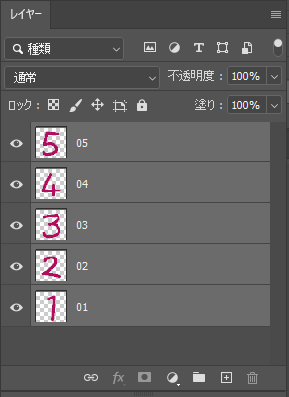 レイヤー
種類
通常
不透明度: 100%
ロック: 塗り: 100%
5 05
4 04
3 03
2 02
1 01
fx